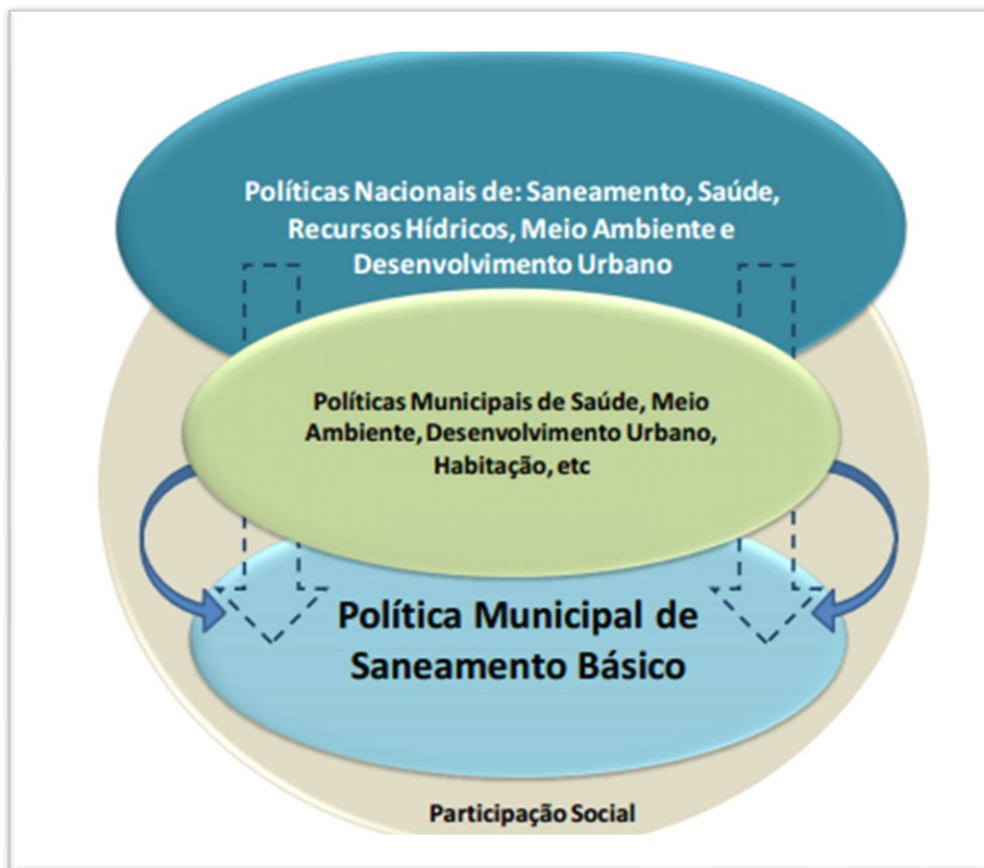 Políticas Nacionais de: Saneamento, Saúde,
Recursos Hídricos, Meio Ambiente e
Desenvolvimento Urbano
Políticas Municipais de Saúde, Meio
Ambiente, Desenvolvimento Urbano,
Habitação, etc
Política Municipal de
Saneamento Básico
Participação Social